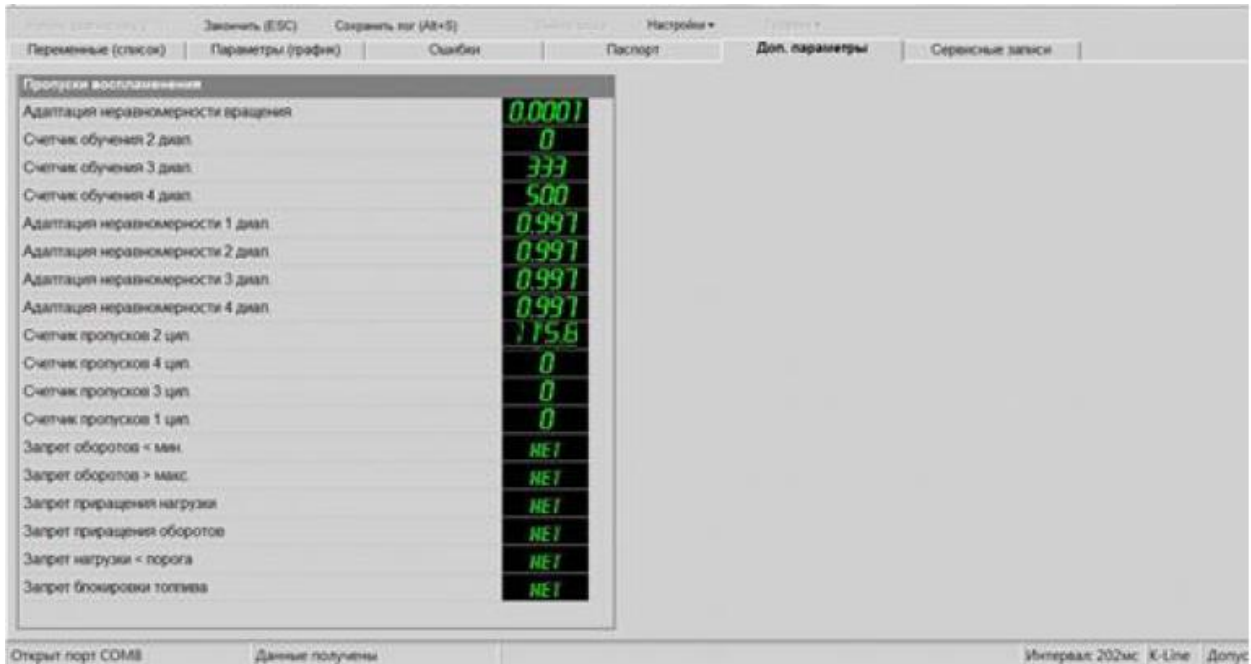 Закончить (ESC) Сохранить лог (Alt+S) Настройки
Переменные (список) Параметры (график) Ошибки Паспорт Доп. параметры Сервисные записи
Пропуски воспламенения
Адаптация неравномерности вращения 0.0001
Счетчик обучения 2 диап. 0
Счетчик обучения 3 диап. 333
Счетчик обучения 4 диап. 500
Адаптация неравномерности 1 диап. 0.997
Адаптация неравномерности 2 диап. 0.997
Адаптация неравномерности 3 диап. 0.997
Адаптация неравномерности 4 диап. 0.997
Счетчик пропусков 2 цил.
Счетчик пропусков 4 цил. 0
Счетчик пропусков 3 цил. 0
Счетчик пропусков 1 цил. 0
Запрет оборотов < мин. НЕТ
Запрет оборотов > макс. НЕТ
Запрет приращения нагрузки НЕТ
Запрет приращения оборотов НЕТ
Запрет нагрузки < порога НЕТ
Запрет блокировки топлива НЕТ
Открыт порт COM8 Данные получены Интервал: 202мс K-Line Допус